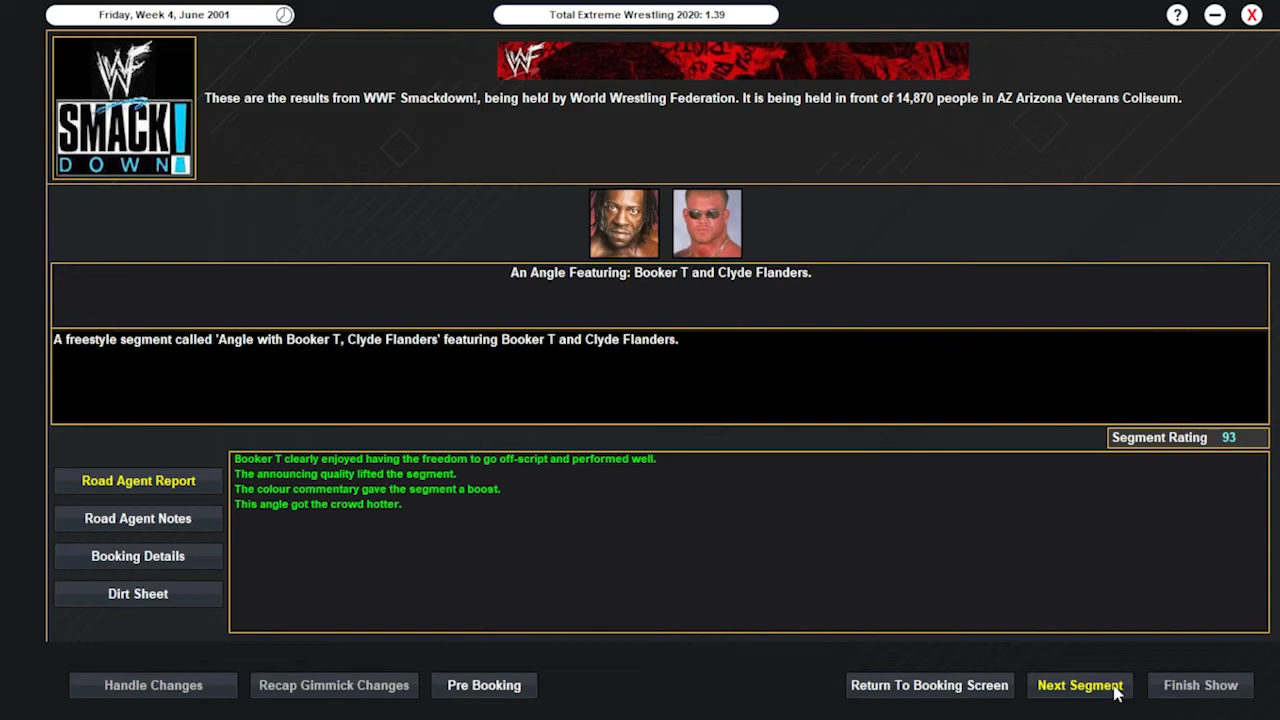 Friday, Week 4, June 2001
Total Extreme Wrestling 2020: 1.39
?
X
WF
SMACK
DOWN!
WF
These are the results from WWF Smackdown!, being held by World Wrestling Federation. It is being held in front of 14,870 people in AZ Arizona Veterans Coliseum.
An Angle Featuring: Booker T and Clyde Flanders.
A freestyle segment called 'Angle with Booker T, Clyde Flanders' featuring Booker T and Clyde Flanders.
Segment Rating 93
Road Agent Report
Road Agent Notes
Booking Details
Dirt Sheet
Booker T clearly enjoyed having the freedom to go off-script and performed well.
The announcing quality lifted the segment.
The colour commentary gave the segment a boost.
This angle got the crowd hotter.
Handle Changes
Recap Gimmick Changes
Pre Booking
Return To Booking Screen
Next Segment
Finish Show